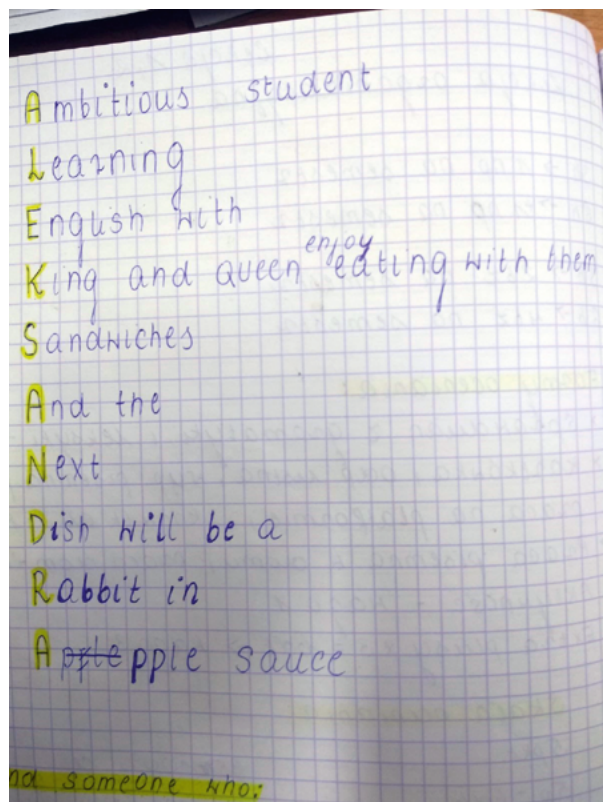 Ambitious student
Learning
English with
King and queen enjoy eating with them
Sandwiches
And the
Next
Dish will be a
Rabbit in
Apple sauce
nd someone who: